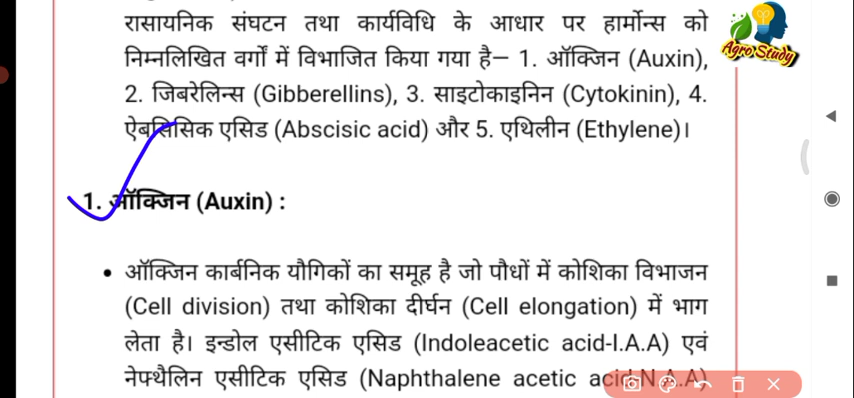 रासायनिक संघटन तथा कार्यविधि के आधार पर हार्मोन्स को
निम्नलिखित वर्गों में विभाजित किया गया है— 1. ऑक्जिन (Auxin),
2. जिबरेलिन्स (Gibberellins), 3. साइटोकाइनिन (Cytokinin), 4.
ऐबसिसिक एसिड (Abscisic acid) और 5. एथिलीन (Ethylene)।
Agro Study
1. ऑक्जिन (Auxin) :
• ऑक्जिन कार्बनिक यौगिकों का समूह है जो पौधों में कोशिका विभाजन
(Cell division) तथा कोशिका दीर्घन (Cell elongation) में भाग
लेता है। इन्डोल एसीटिक एसिड (Indoleacetic acid-I.A.A) एवं
नेफ्थैलिन एसीटिक एसिड (Naphthalene acetic acid N.A.A)